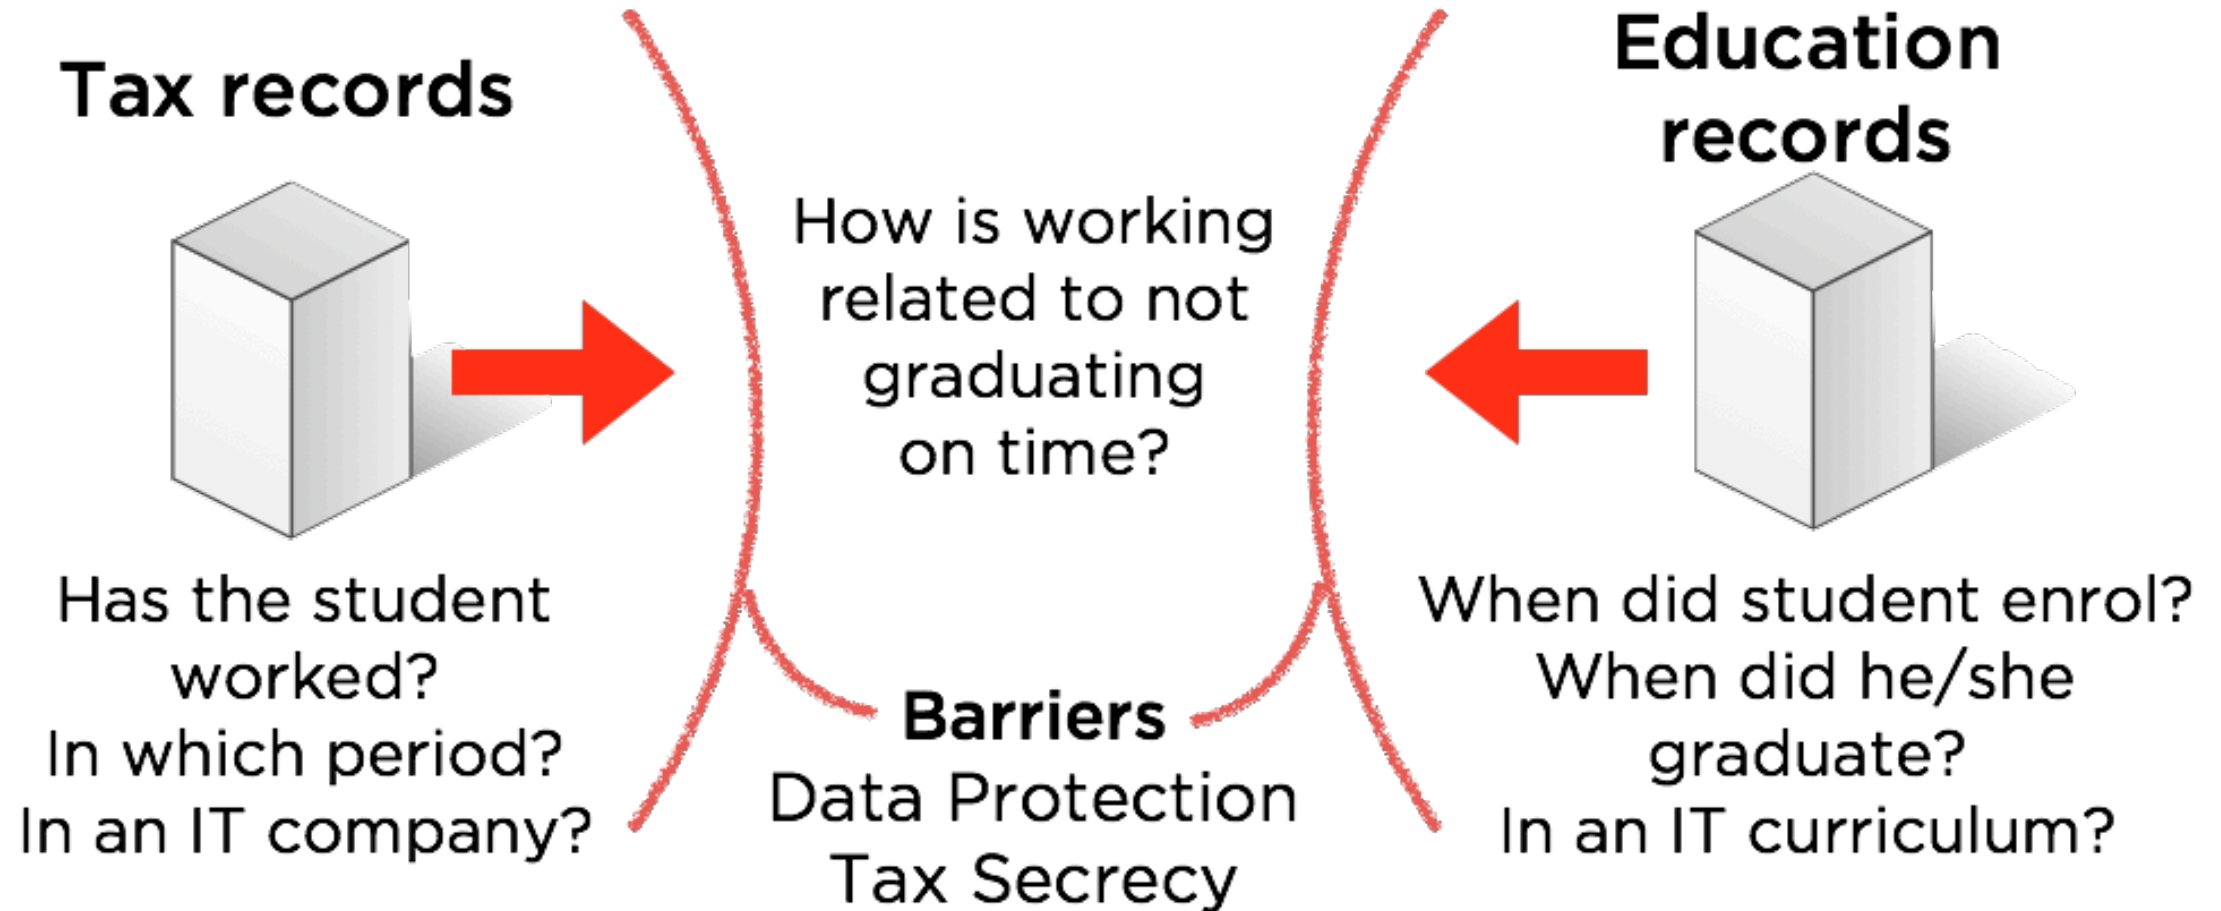 Tax records
Has the student
worked?
In which period?
In an IT company?
How is working
related to not
graduating
on time?
Barriers
Data Protection
Tax Secrecy
Education
records
When did student enrol?
When did he/she
graduate?
In an IT curriculum?